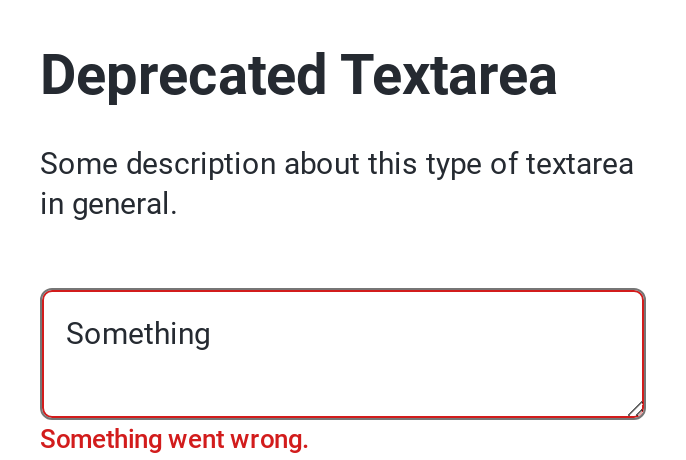 Deprecated Textarea
Some description about this type of textarea
in general.
Something
Something went wrong.